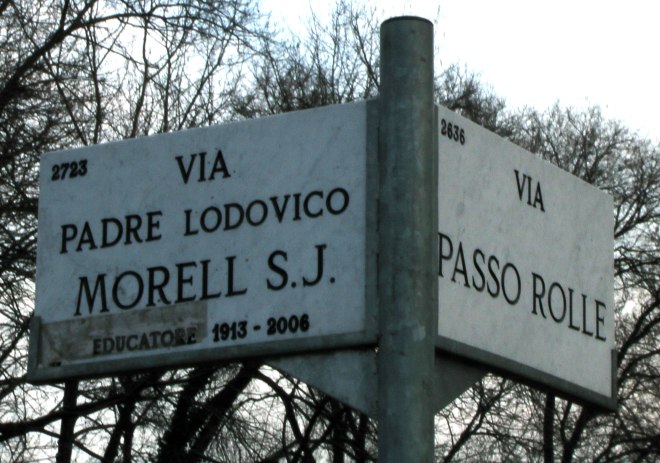 2723
VIA
PADRE LODOVICO
MORELL S.J.
EDUCATORE 1913 - 2006
2636
VIA
PASSO ROLLE